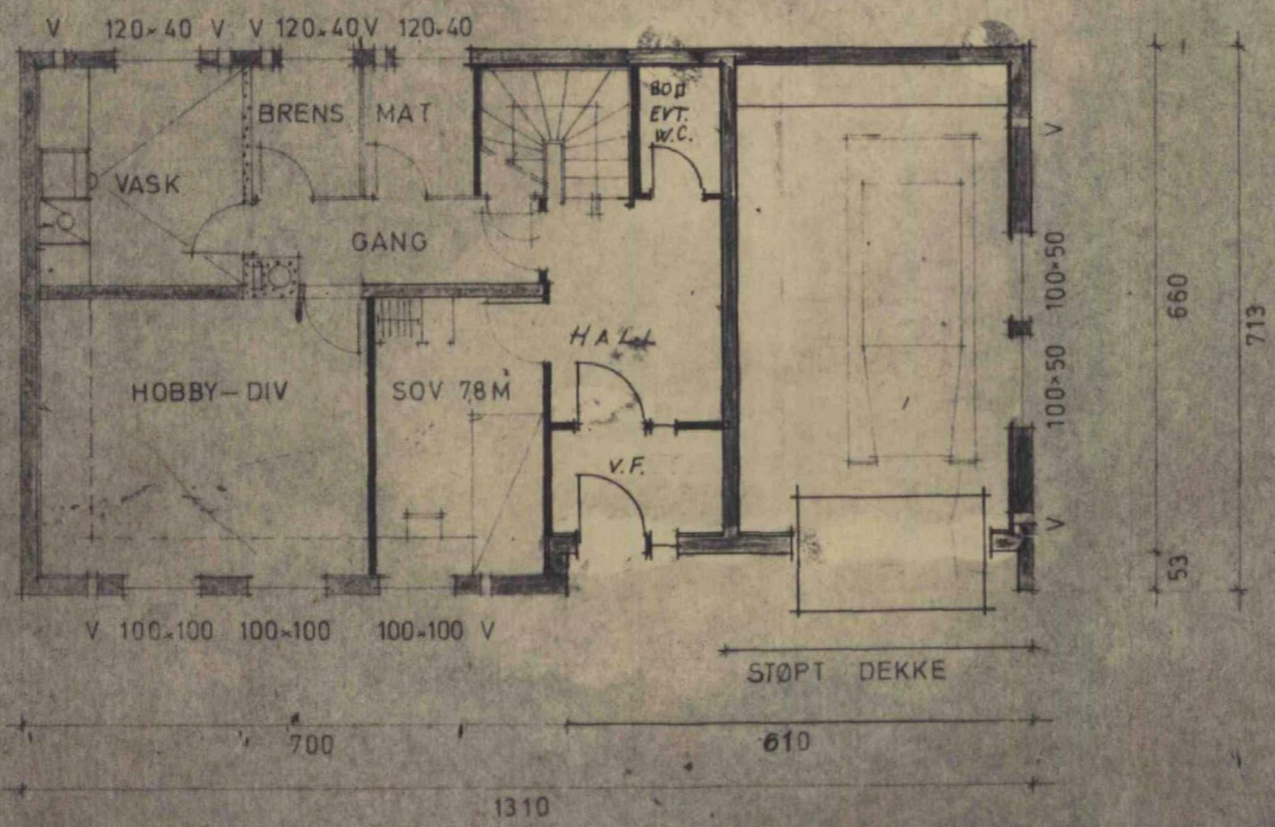 V 120×40 V V 120×40 V 120×40
BRENS MAT
BOD
EVT.
W.C.
V
VASK
GANG
100×50
660
713
HALL
100×50
HOBBY-DIV
SOV 7.8M
V.F.
V
53
V 100×100 100×100 100×100 V
STØPT DEKKE
700
610
1310